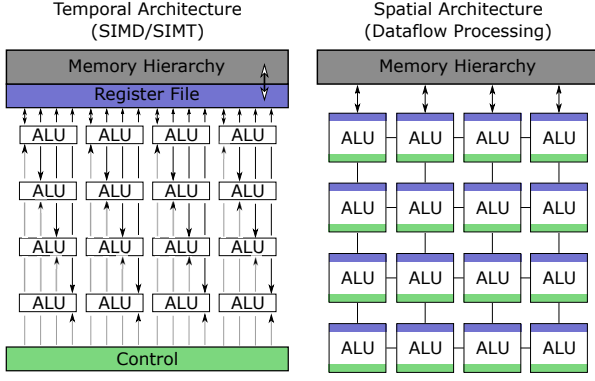 Temporal Architecture
(SIMD/SIMT)
Memory Hierarchy
Register File
ALU ALU ALU ALU
ALU ALU ALU ALU
ALU ALU ALU ALU
ALU ALU ALU ALU
Control
Spatial Architecture
(Dataflow Processing)
Memory Hierarchy
ALU ALU ALU ALU
ALU ALU ALU ALU
ALU ALU ALU ALU
ALU ALU ALU ALU